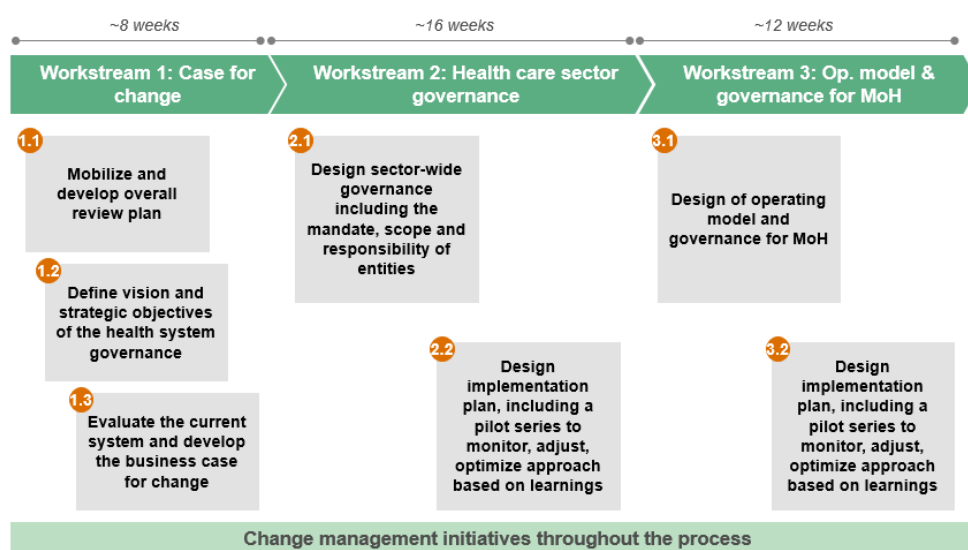 ~8 weeks
~16 weeks
~12 weeks
Workstream 1: Case for
change
Workstream 2: Health care sector
governance
Workstream 3: Op. model &
governance for MoH
1.1
Mobilize and
develop overall
review plan
1.2
Define vision and
strategic objectives
of the health system
governance
1.3
Evaluate the current
system and develop
the business case
for change
2.1
Design sector-wide
governance
including the
mandate, scope and
responsibility of
entities
2.2
Design
implementation
plan, including a
pilot series to
monitor, adjust,
optimize approach
based on learnings
3.1
Design of operating
model and
governance for MoH
3.2
Design
implementation
plan, including a
pilot series to
monitor, adjust,
optimize approach
based on learnings
Change management initiatives throughout the process